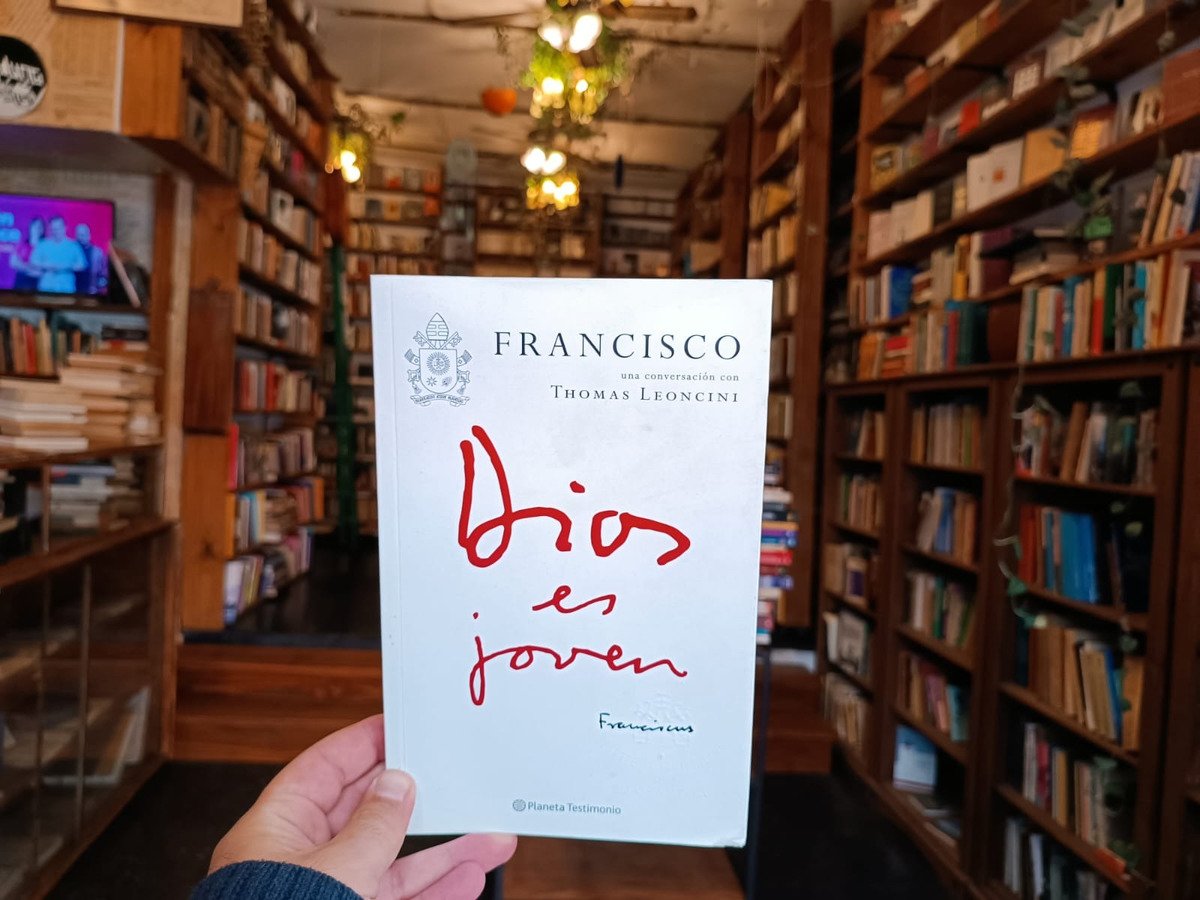 FRANCISCO
una conversación con
THOMAS LEONCINI
Dios
es
joven
Franciscus
Planeta Testimonio